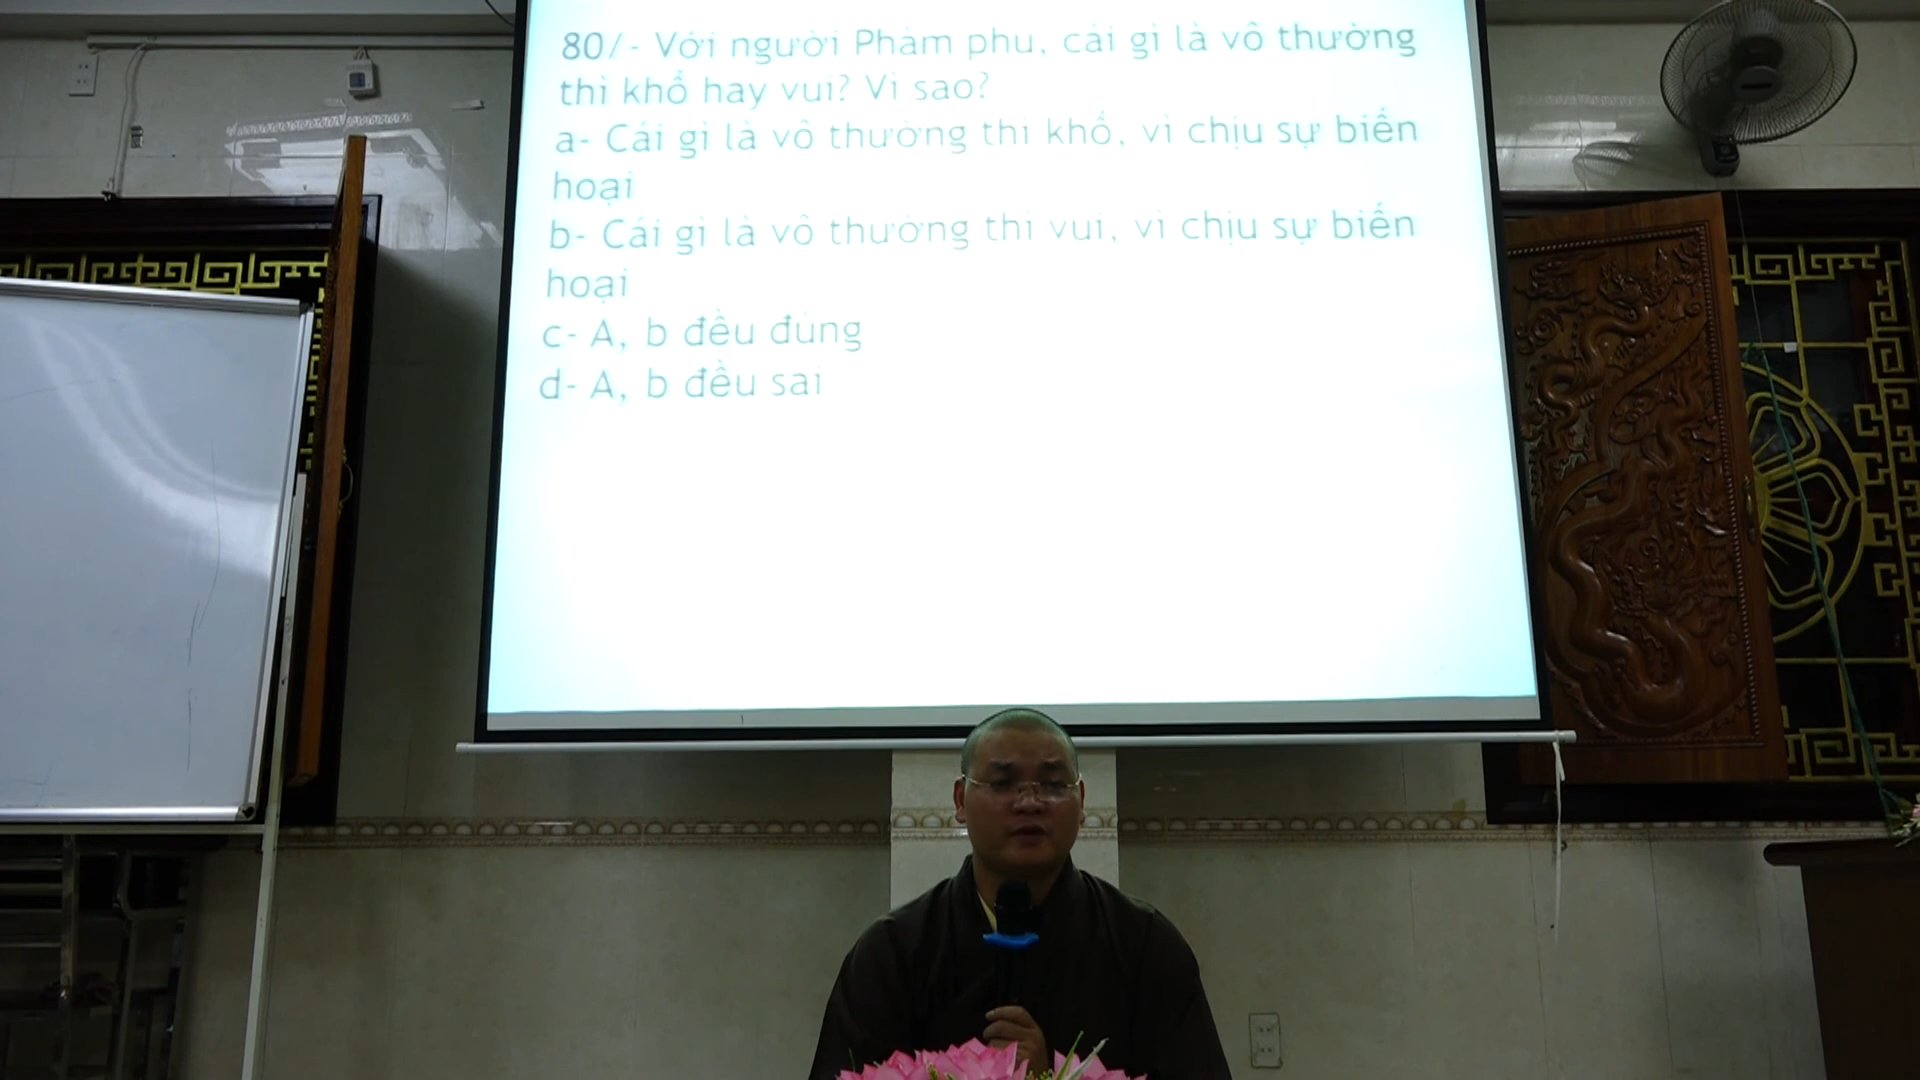 80/- Với người Phàm phu, cái gì là vô thường
thì khổ hay vui? Vì sao?
a- Cái gì là vô thường thì khổ, vì chịu sự biến
hoại
b- Cái gì là vô thường thì vui, vì chịu sự biến
hoại
c- A, b đều đúng
d- A, b đều sai